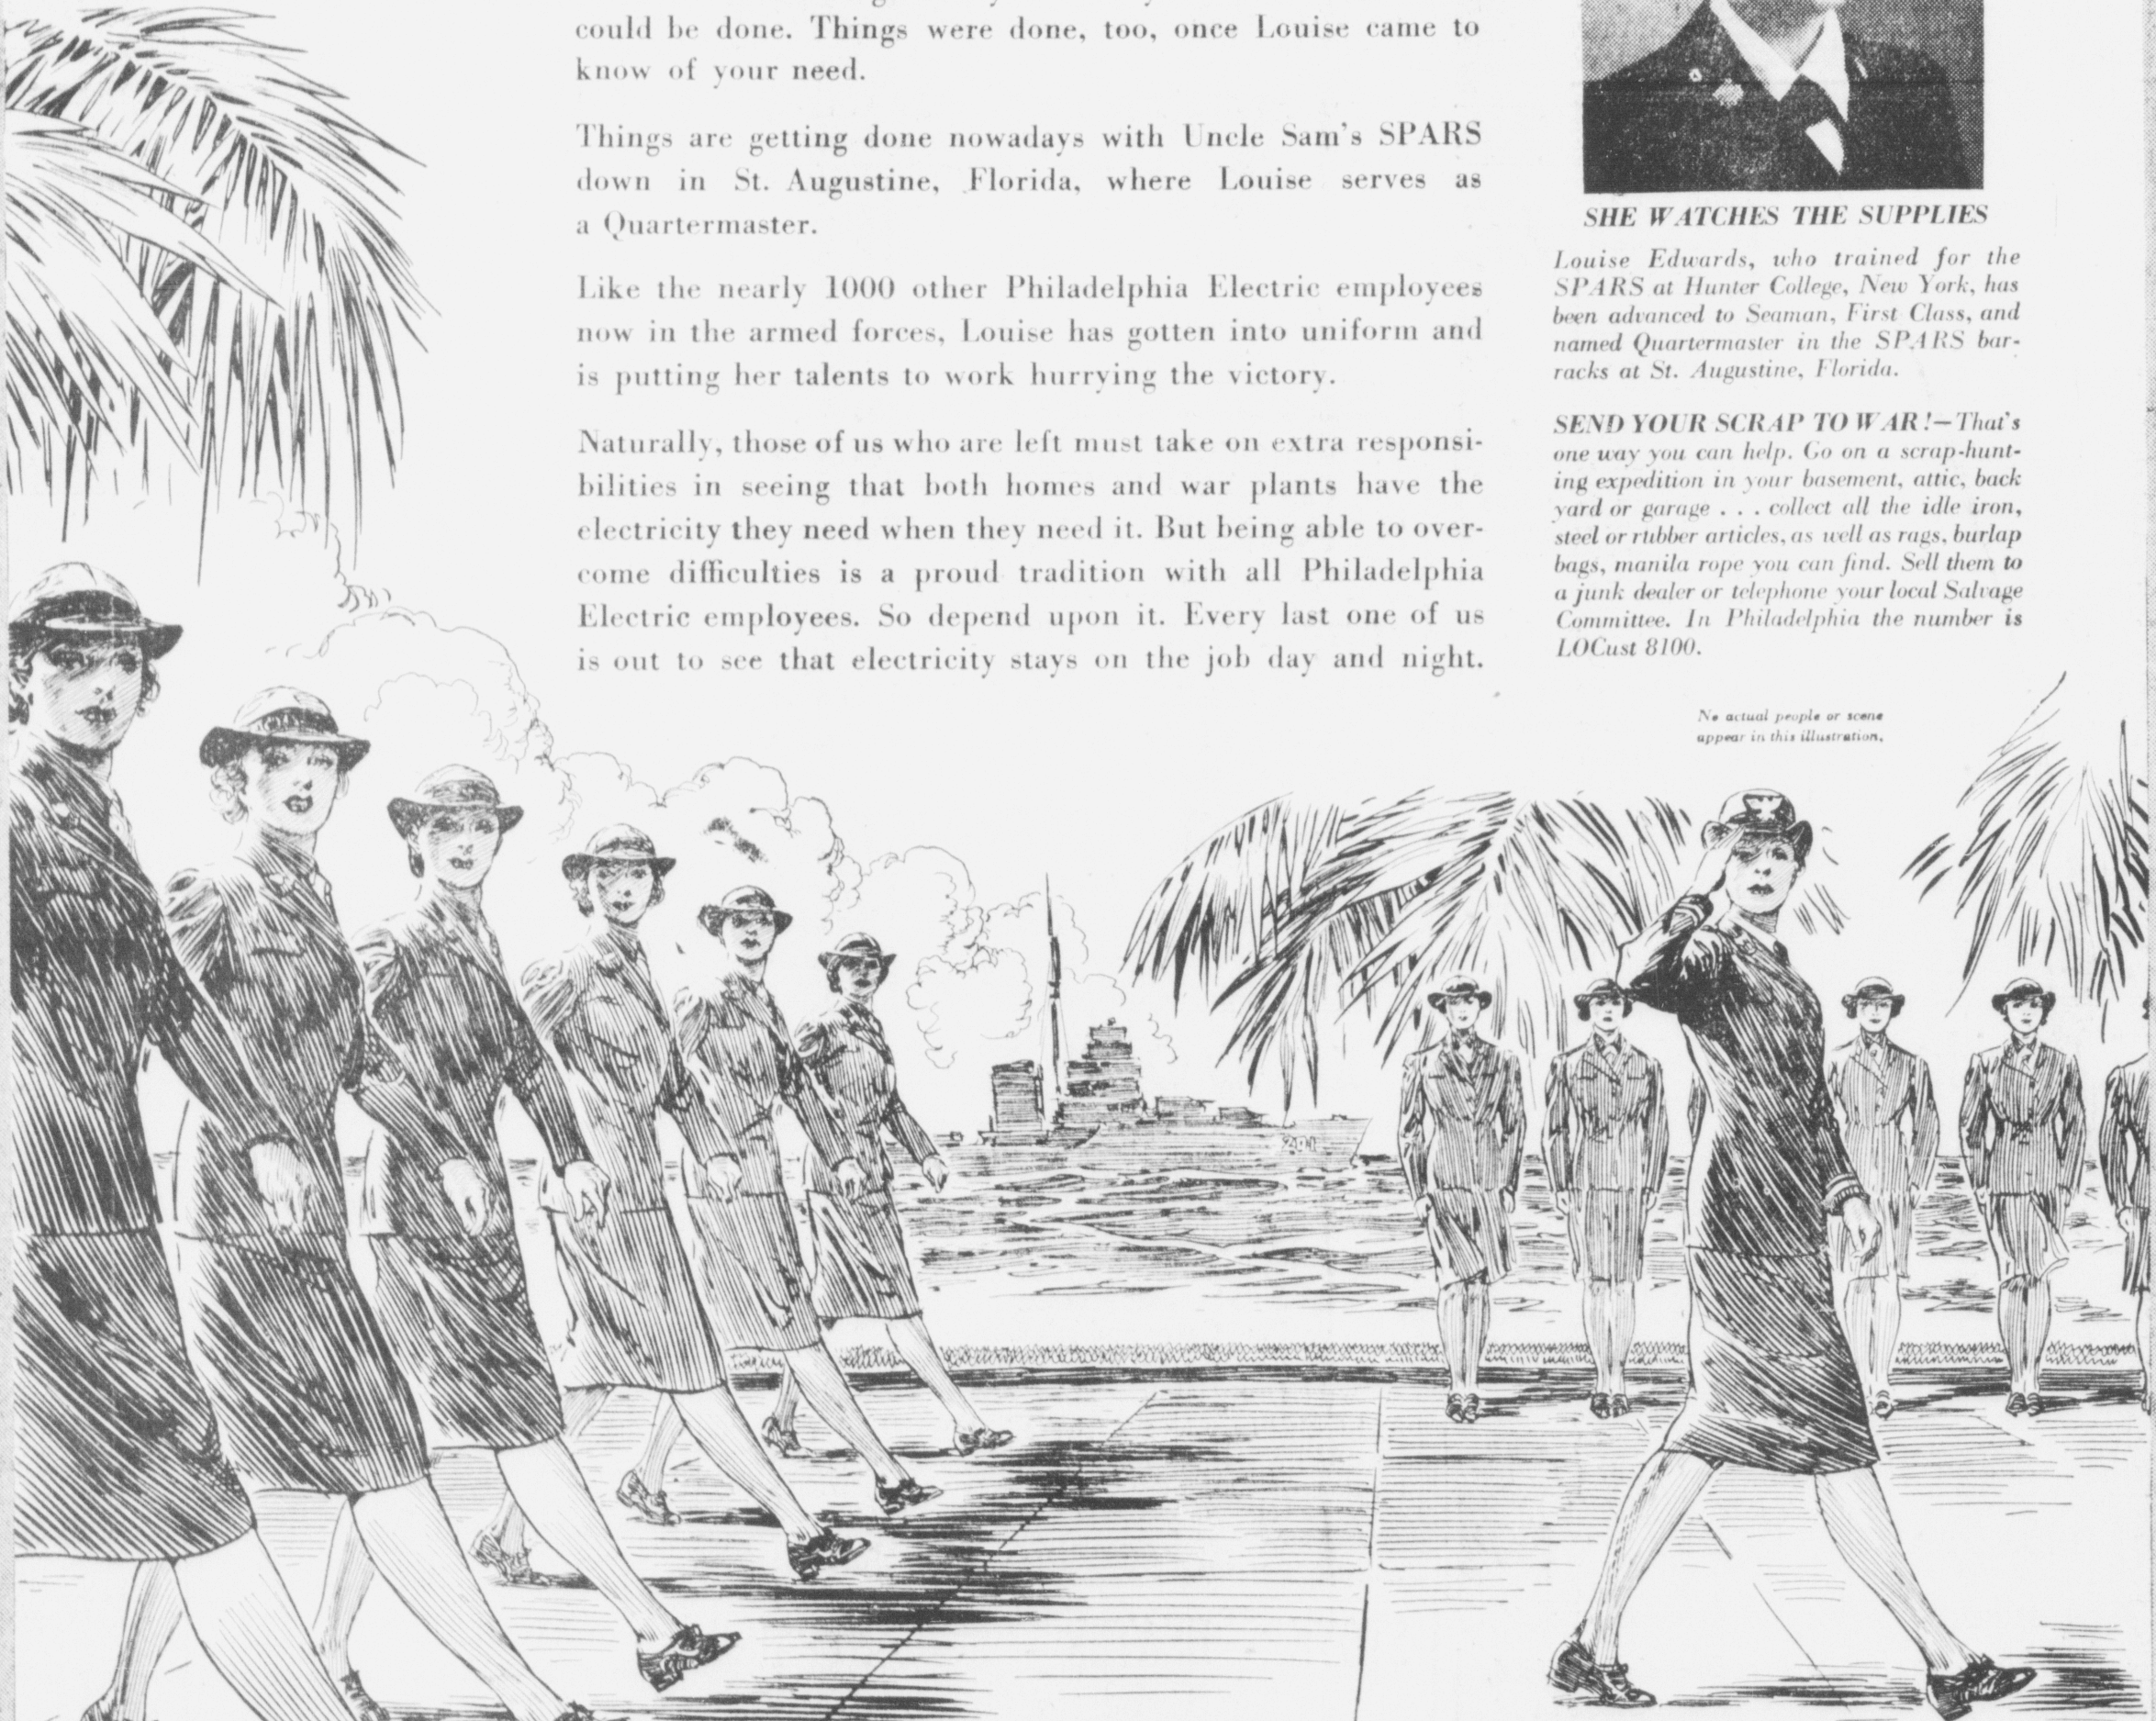 could be done. Things were done, too, once Louise came to
know of your need.
Things are getting done nowadays with Uncle Sam's SPARS
down in St. Augustine, Florida, where Louise serves as
a Quartermaster.
Like the nearly 1000 other Philadelphia Electric employees
now in the armed forces, Louise has gotten into uniform and
is putting her talents to work hurrying the victory.
Naturally, those of us who are left must take on extra responsi-
bilities in seeing that both homes and war plants have the
electricity they need when they need it. But being able to over-
come difficulties is a proud tradition with all Philadelphia
Electric employees. So depend upon it. Every last one of us
is out to see that electricity stays on the job day and night.
SHE WATCHES THE SUPPLIES
Louise Edwards, who trained for the
SPARS at Hunter College, New York, has
been advanced to Seaman, First Class, and
named Quartermaster in the SPARS bar-
racks at St. Augustine, Florida.
SEND YOUR SCRAP TO WAR!—That's
one way you can help. Go on a scrap-hunt-
ing expedition in your basement, attic, back
yard or garage . . . collect all the idle iron,
steel or rubber articles, as well as rags, burlap
bags, manila rope you can find. Sell them to
a junk dealer or telephone your local Salvage
Committee. In Philadelphia the number is
LOCust 8100.
No actual people or scene
appear in this illustration,
201